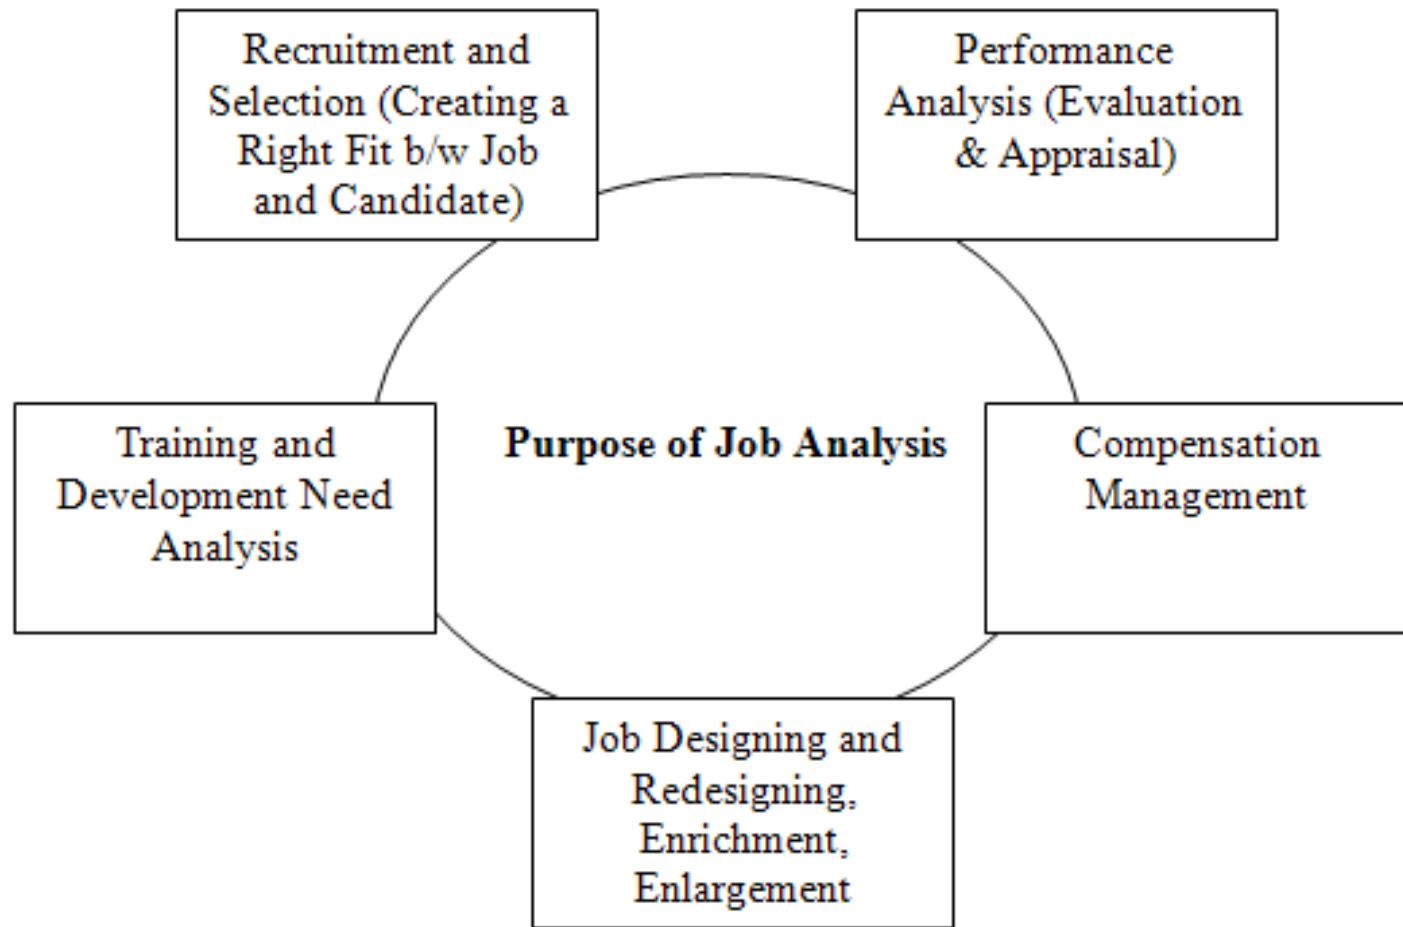 Recruitment and
Selection (Creating a
Right Fit b/w Job
and Candidate)
Performance
Analysis (Evaluation
& Appraisal)
Training and
Development Need
Analysis
Purpose of Job Analysis
Compensation
Management
Job Designing and
Redesigning,
Enrichment,
Enlargement